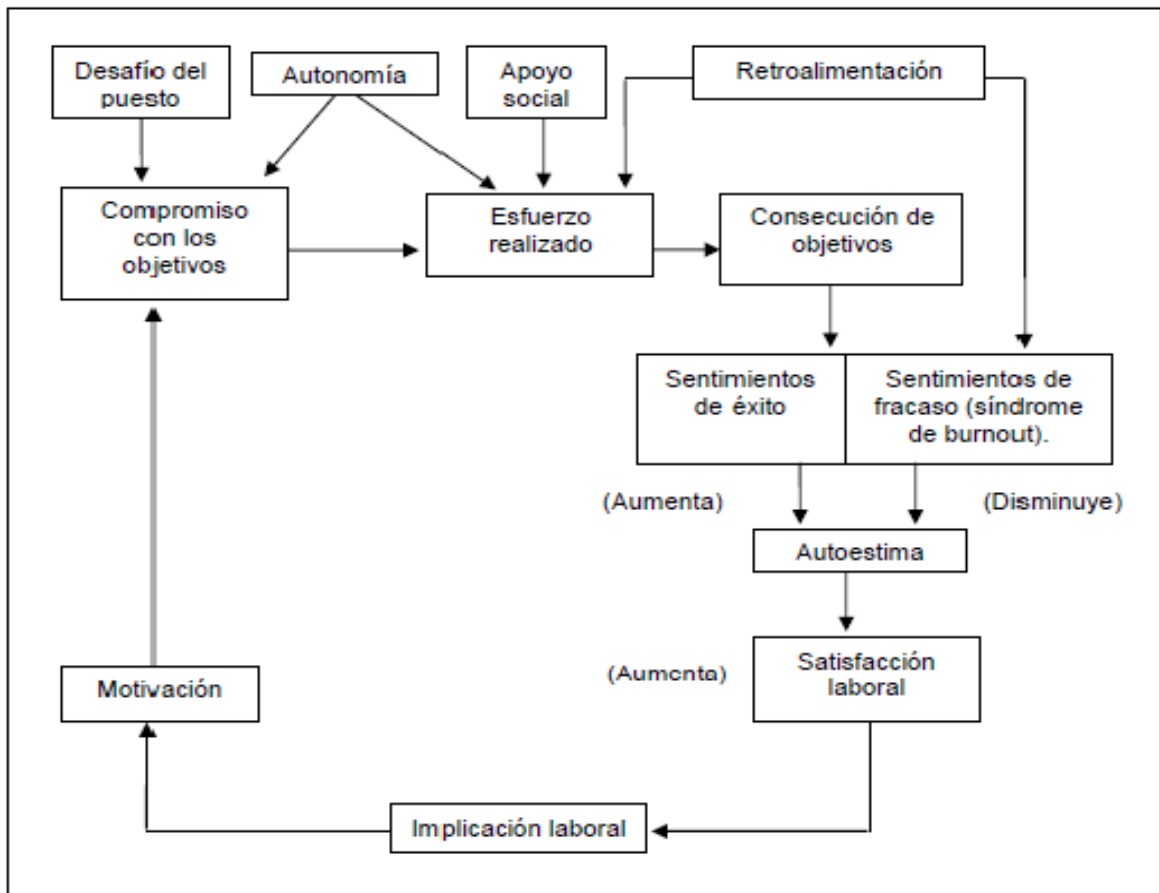 Desafío del
puesto
Autonomía
Apoyo
social
Retroalimentación
Compromiso
con los
objetivos
Esfuerzo
realizado
Consecución de
objetivos
Sentimientos
de éxito
Sentimientos de
fracaso (síndrome
de burnout).
(Aumenta)
(Disminuye)
Autoestima
(Aumenta)
Satisfacción
laboral
Motivación
Implicación laboral